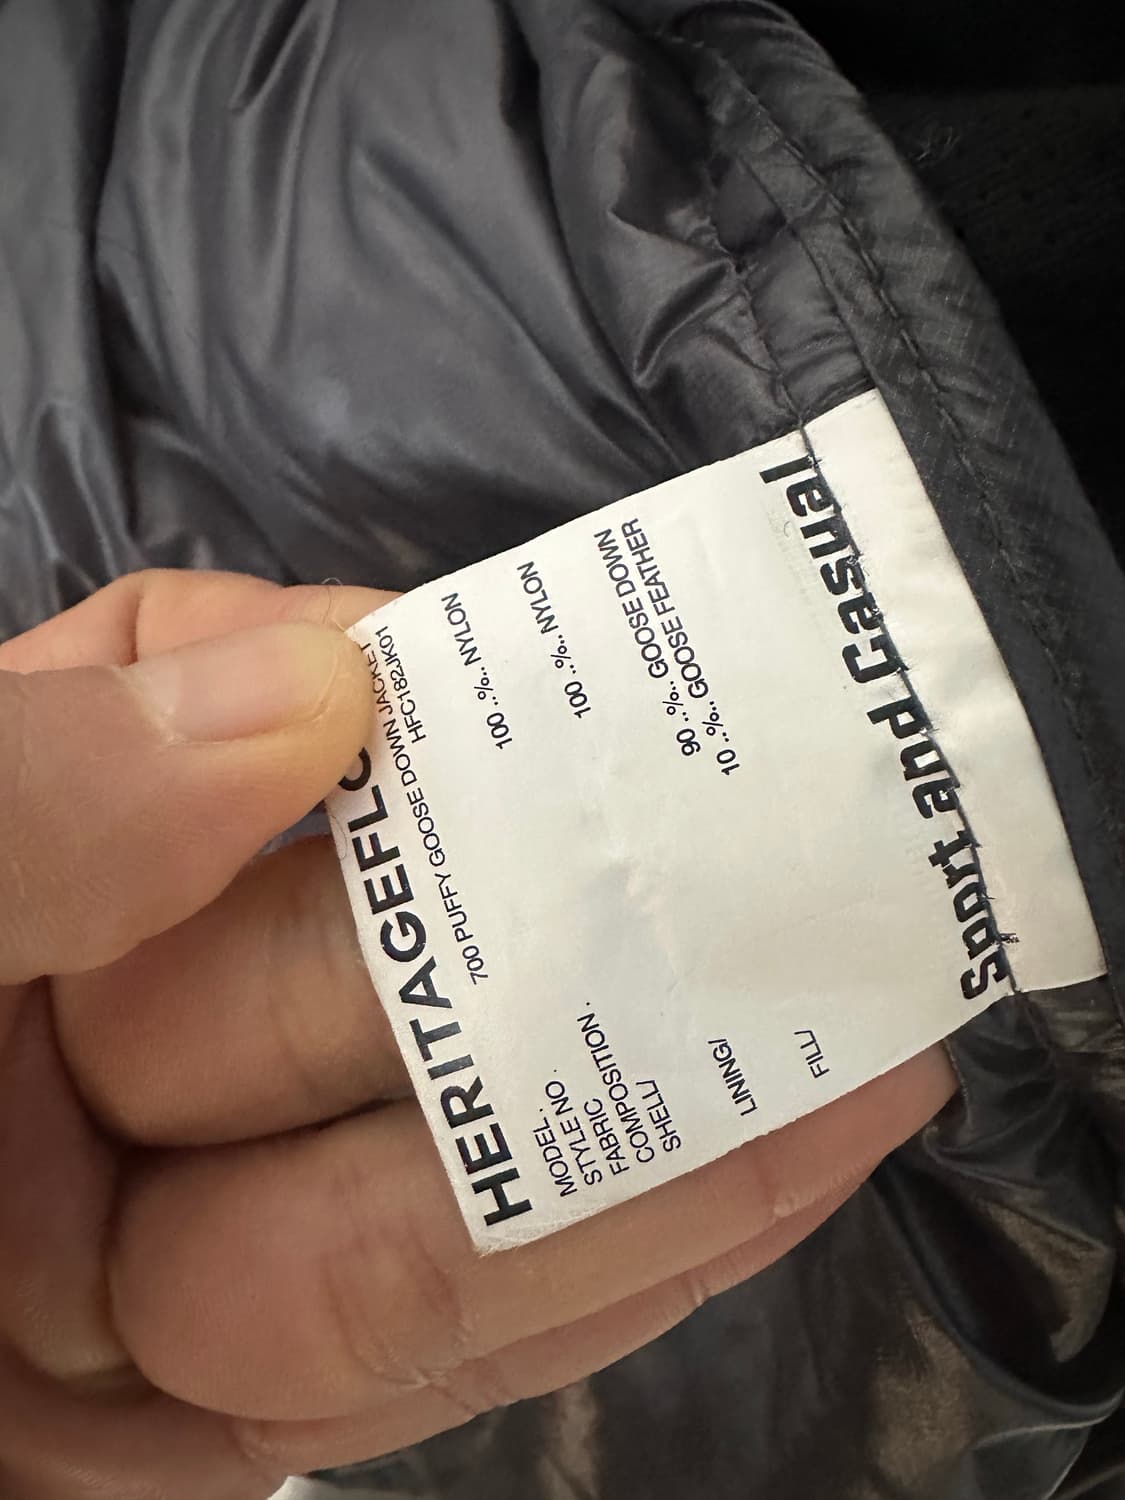 Sport and Casual
MODEL. 700 PUFFY GOOSE DOWN JACKET
STYLE NO. HFC182JK01
FABRIC
COMPOSITION.
SHELL/ 100..%.. NYLON
LINING/ 100..%.. NYLON
FILL/ 90..%.. GOOSE DOWN
10..%.. GOOSE FEATHER